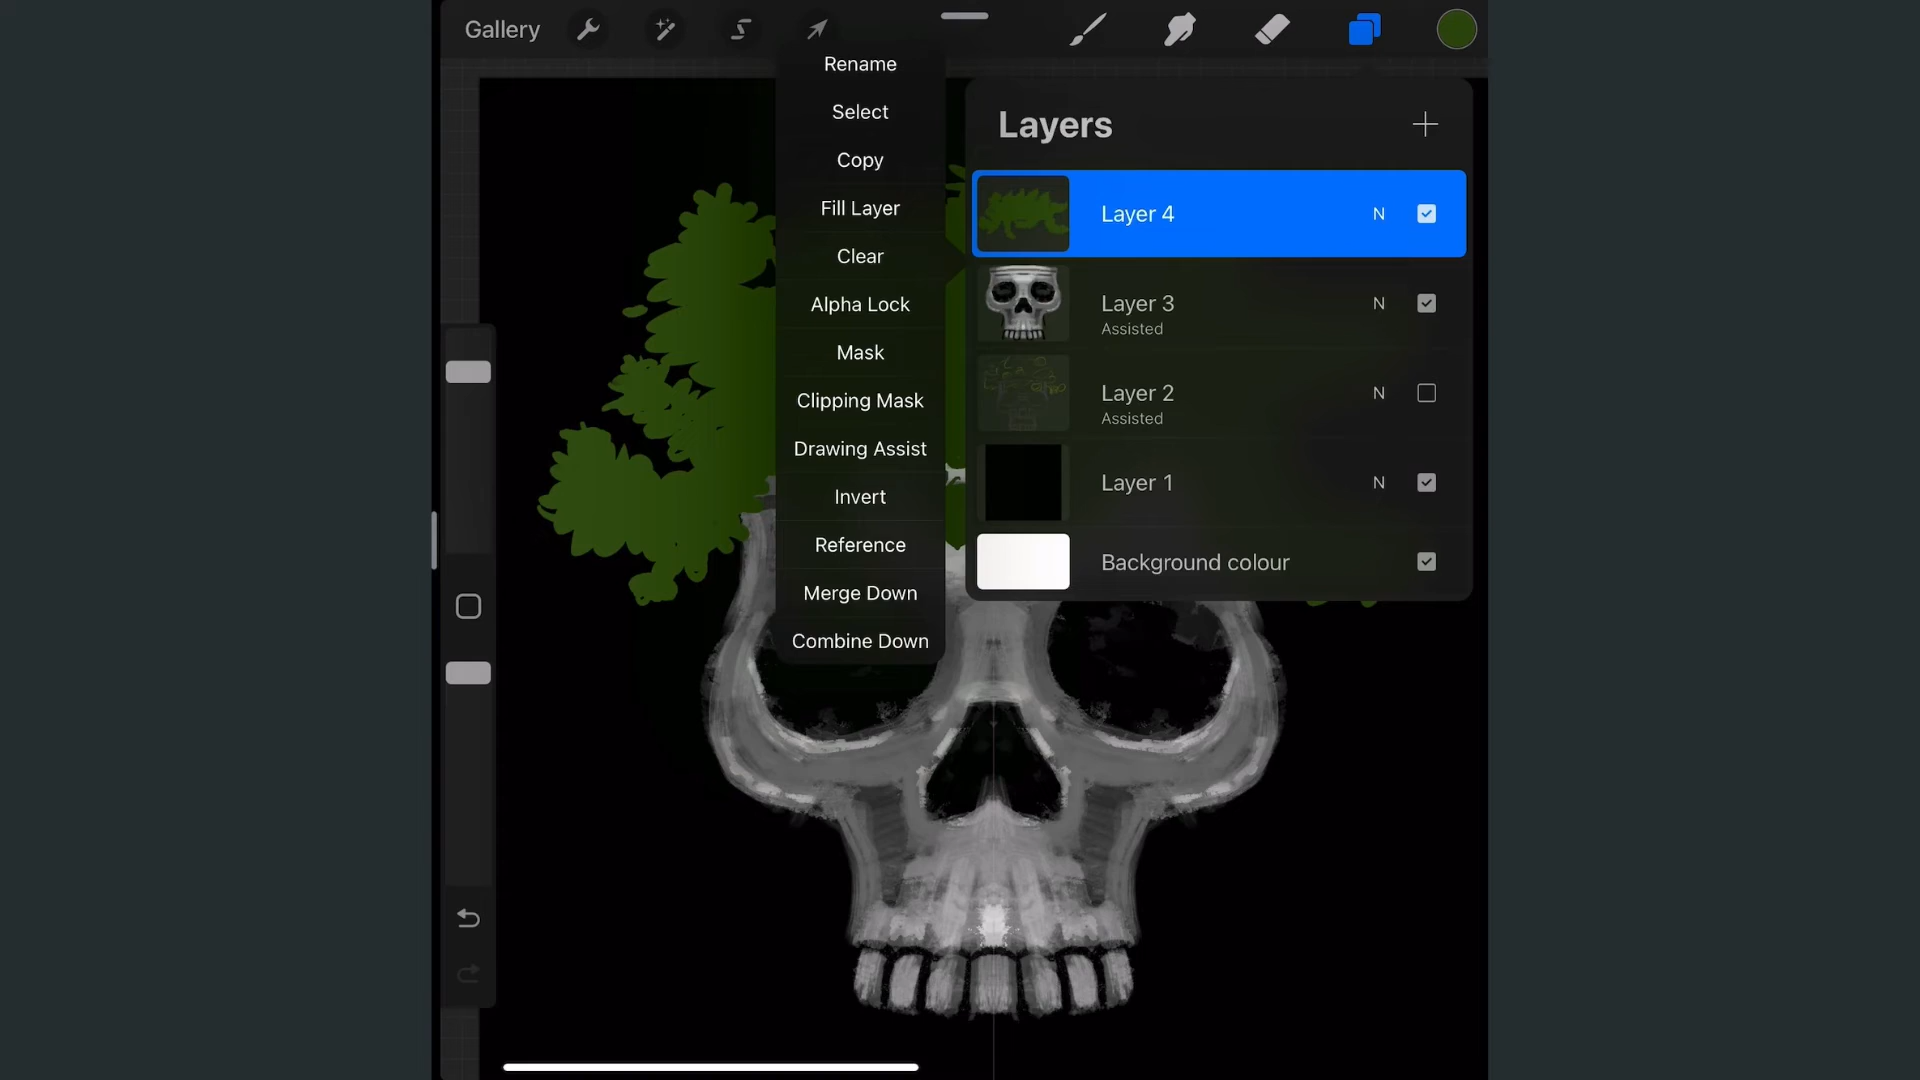 Gallery
Rename
Select
Copy
Fill Layer
Clear
Alpha Lock
Mask
Clipping Mask
Drawing Assist
Invert
Reference
Merge Down
Combine Down
Layers
Layer 4 N
Layer 3 N
Assisted
Layer 2 N
Assisted
Layer 1 N
Background colour